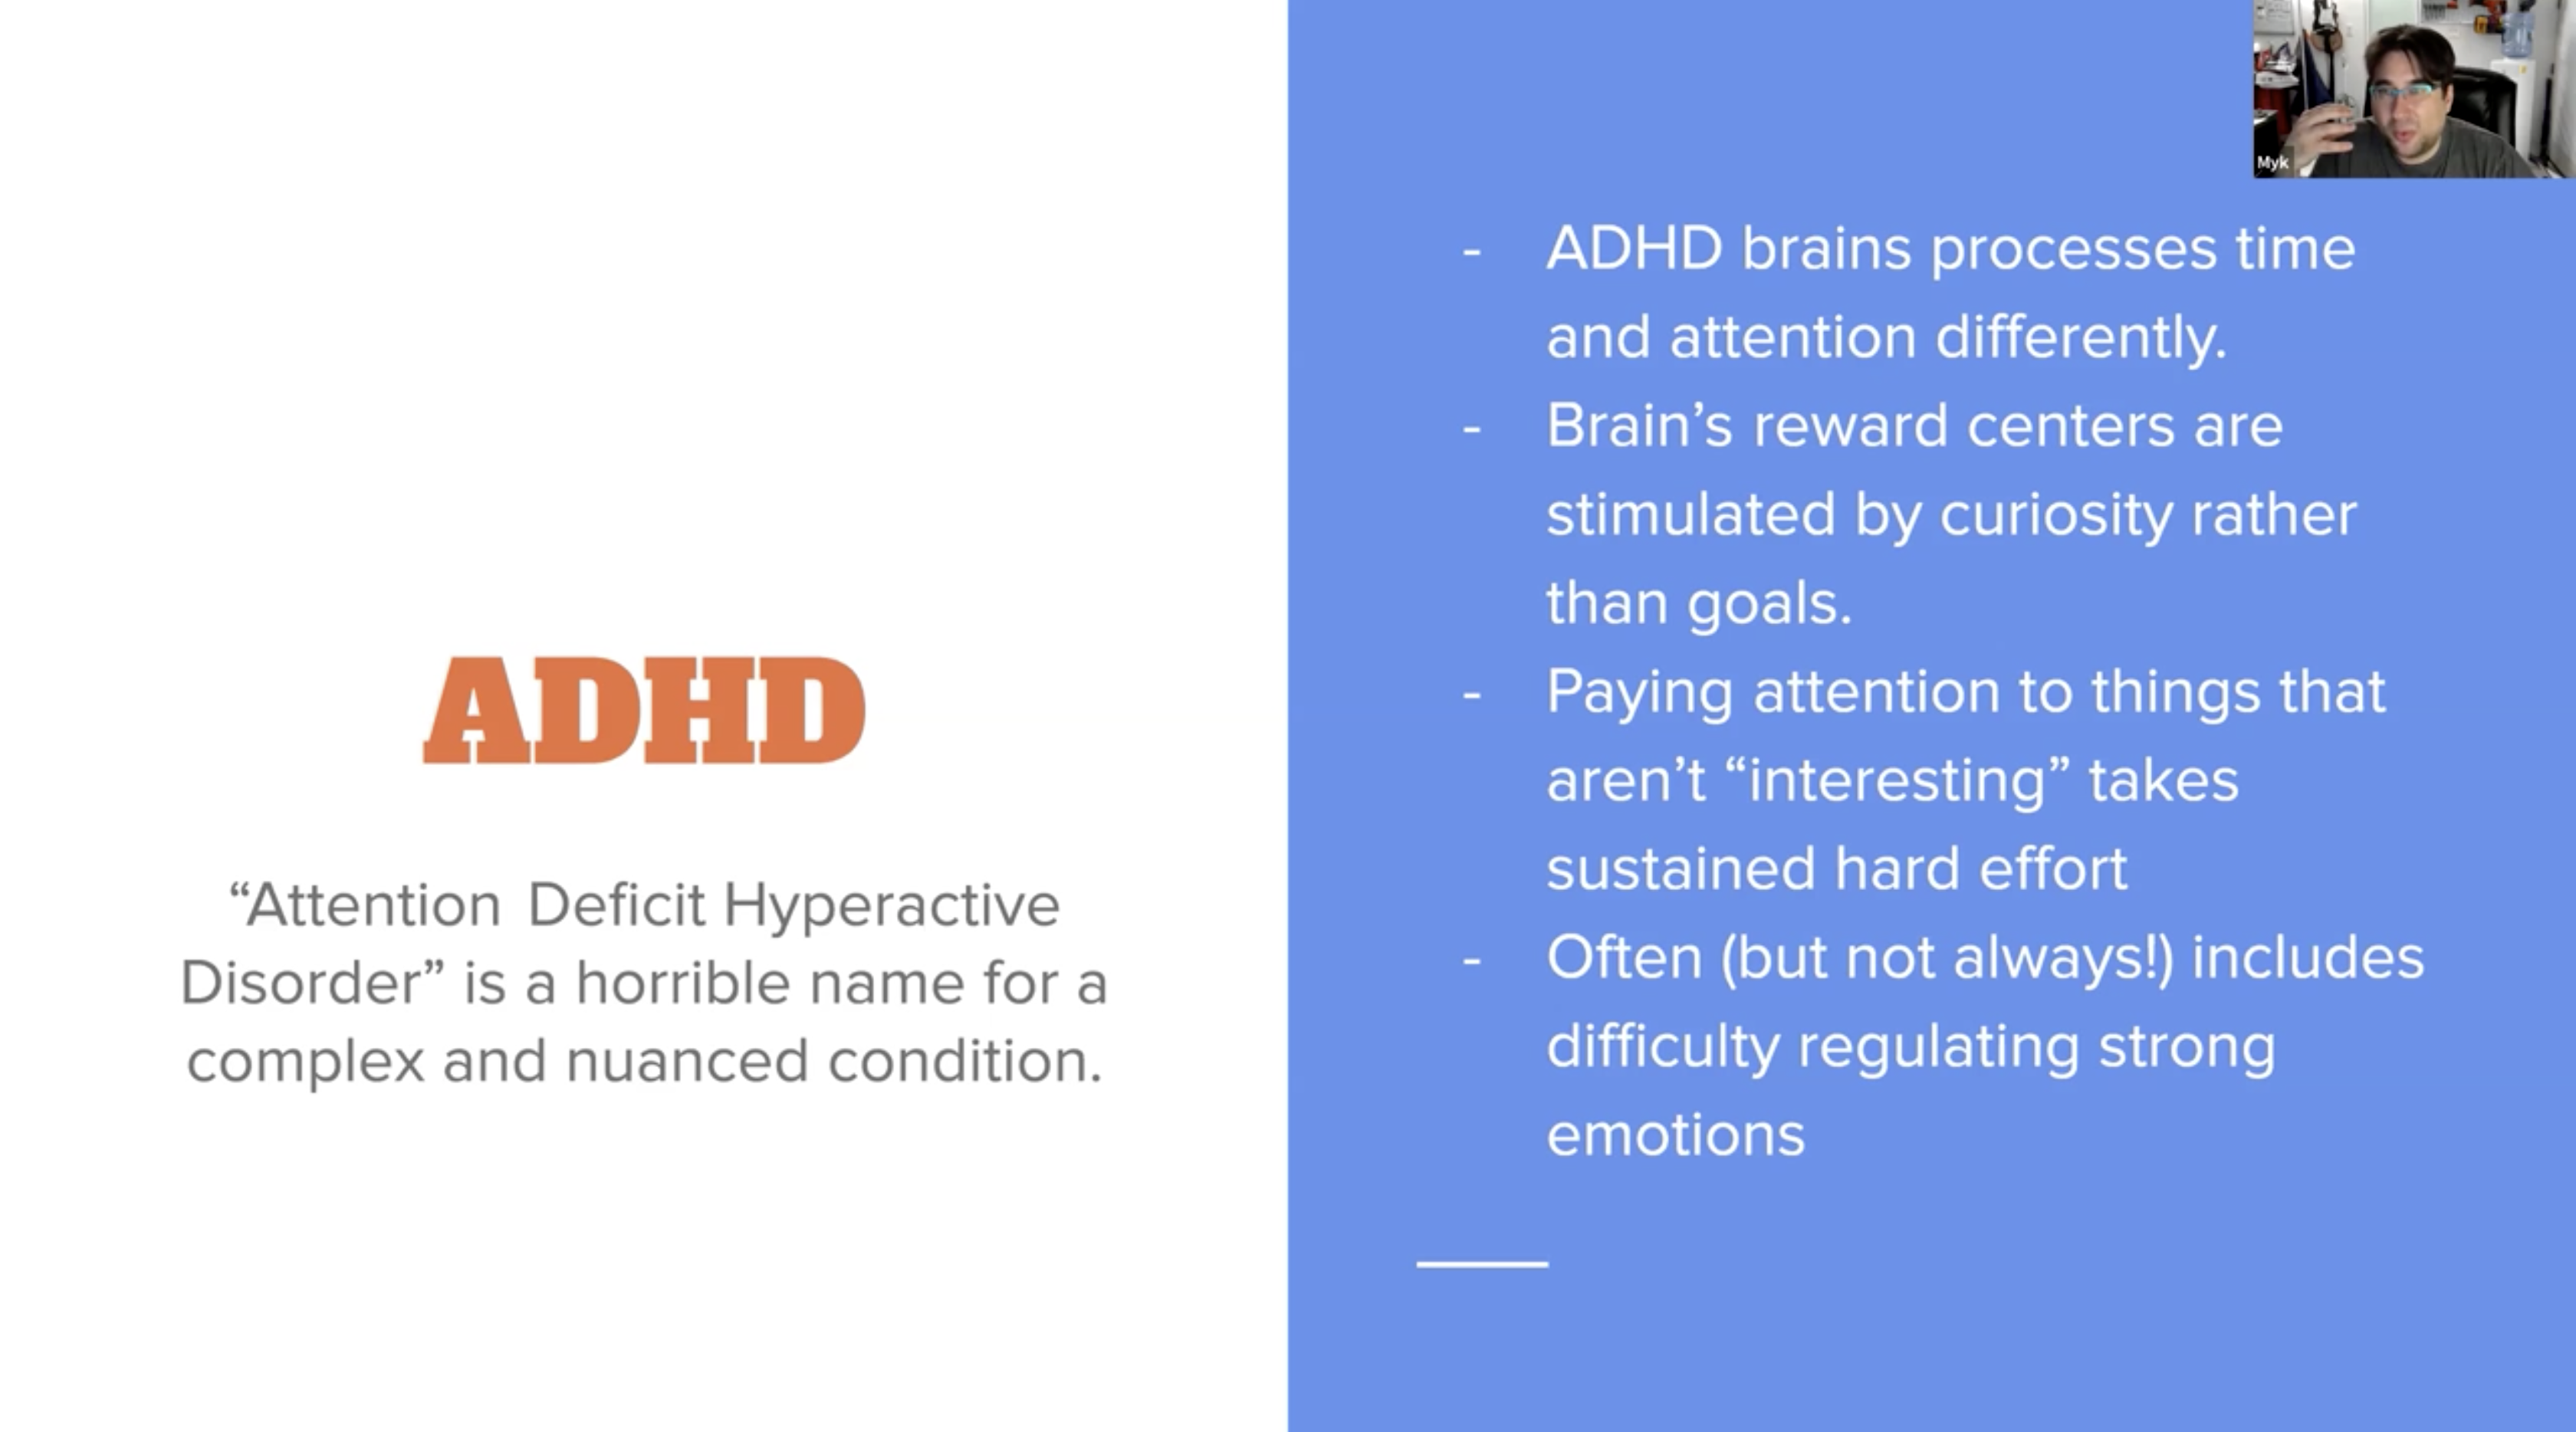 ADHD
“Attention Deficit Hyperactive
Disorder” is a horrible name for a
complex and nuanced condition.
Myk
- ADHD brains processes time
and attention differently.
- Brain’s reward centers are
stimulated by curiosity rather
than goals.
- Paying attention to things that
aren’t “interesting” takes
sustained hard effort
- Often (but not always!) includes
difficulty regulating strong
emotions